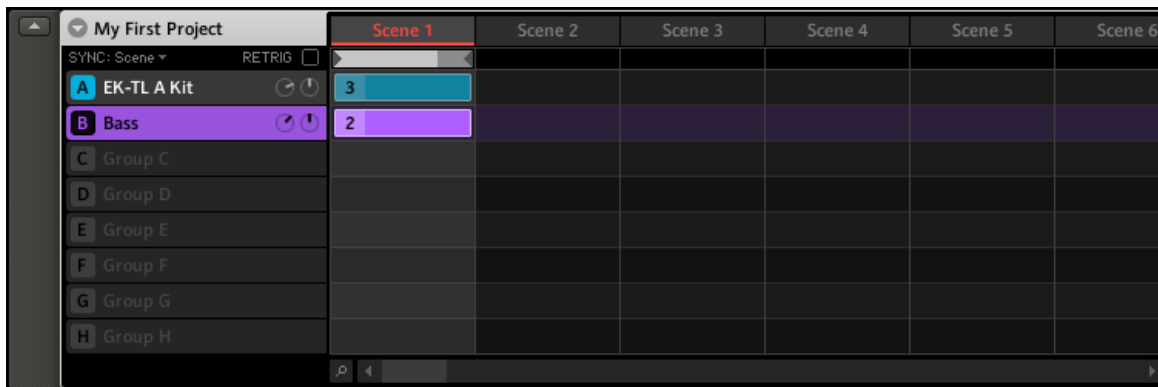 My First Project Scene 1 Scene 2 Scene 3 Scene 4 Scene 5 Scene 6
SYNC: Scene RETRIG
A EK-TL A Kit 3
B Bass 2
C Group C
D Group D
E Group E
F Group F
G Group G
H Group H